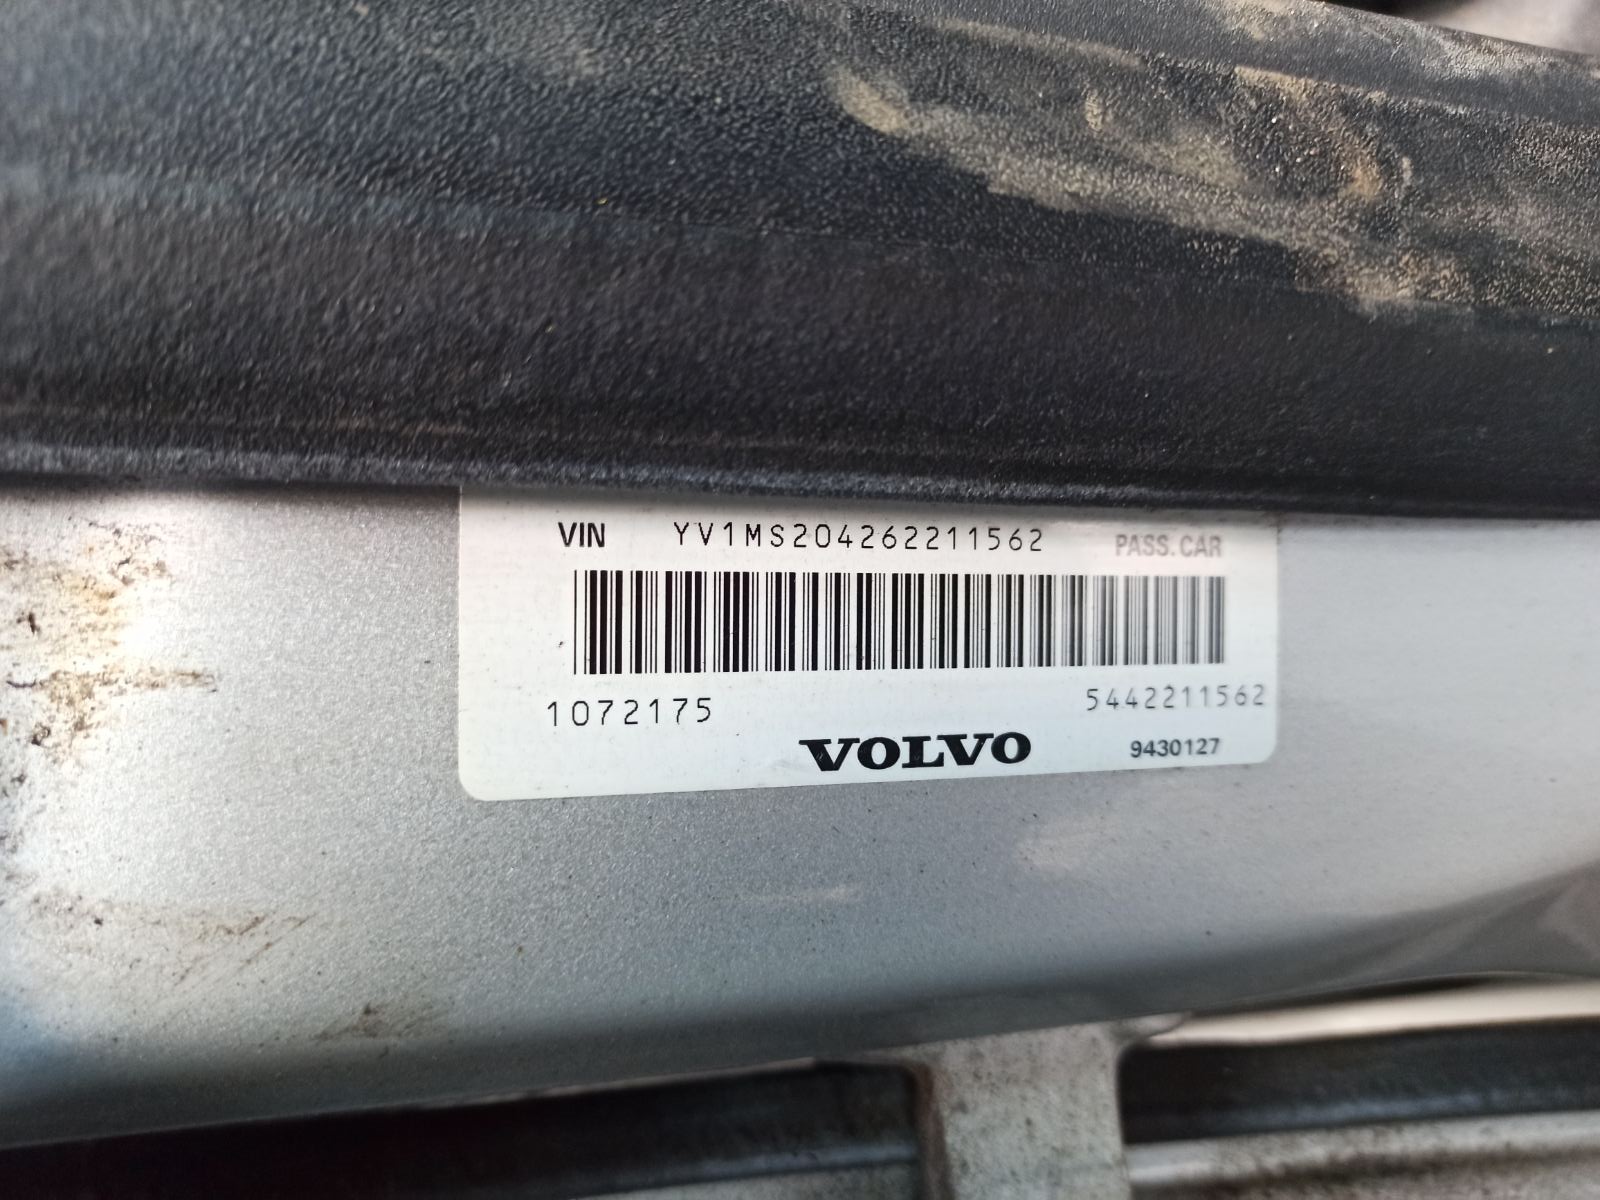 VIN YV1MS204262211562 PASS. CAR
1072175 5442211562
VOLVO 9430127